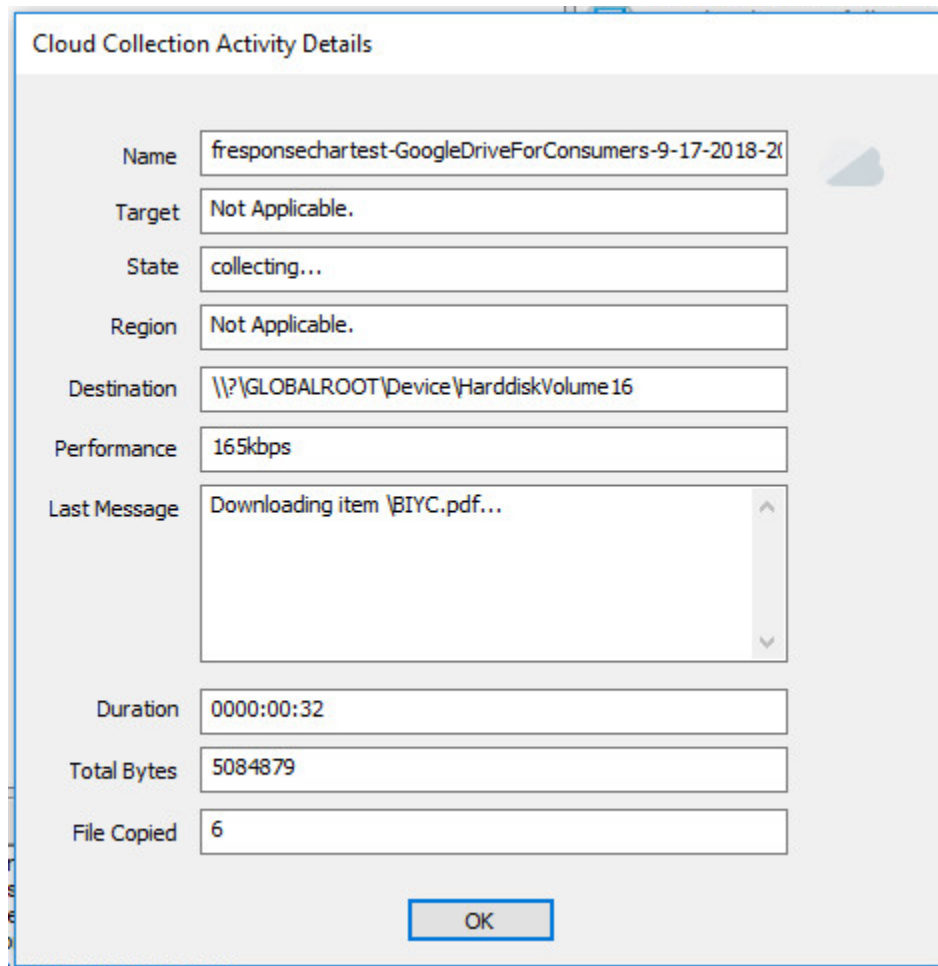 Cloud Collection Activity Details
Name fresponsechartest-GoogleDriveForConsumers-9-17-2018-20
Target Not Applicable.
State collecting...
Region Not Applicable.
Destination \\?\GLOBALROOT\Device\HarddiskVolume16
Performance 165kbps
Last Message Downloading item \BIYC.pdf...
Duration 0000:00:32
Total Bytes 5084879
File Copied 6
OK